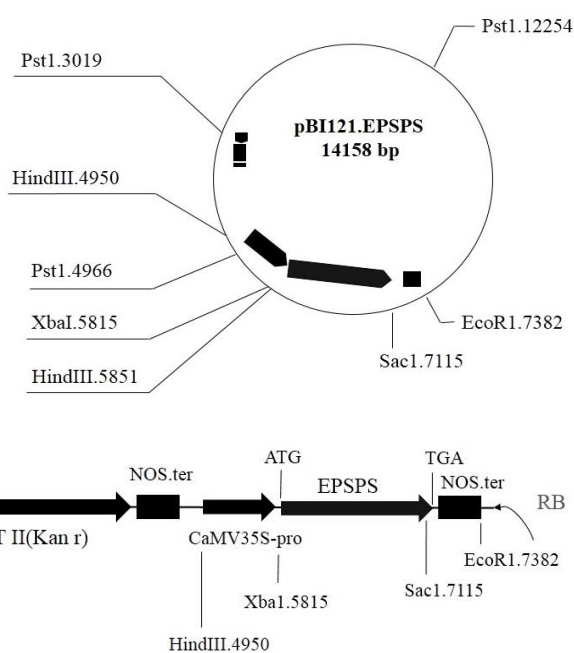 Pst1.12254
Pst1.3019
pBI121.EPSPS
14158 bp
HindIII.4950
Pst1.4966
XbaI.5815
EcoR1.7382
Sac1.7115
HindIII.5851
ATG
TGA
NOS.ter
EPSPS
NOS.ter
RB
T II(Kan r)
CaMV35S-pro
EcoR1.7382
Sac1.7115
Xba1.5815
HindIII.4950